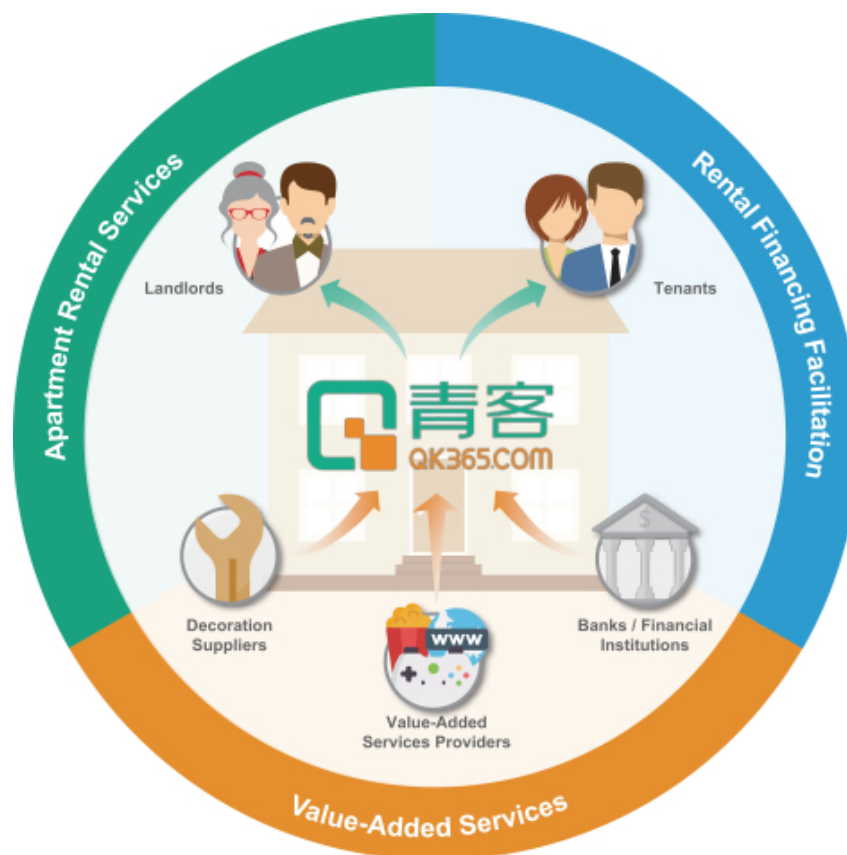 Apartment Rental Services
Rental Financing Facilitation
Landlords
Tenants
青客
QK365.COM
$
Decoration
Suppliers
Banks / Financial
Institutions
WWW
Value-Added
Services Providers
Value-Added Services